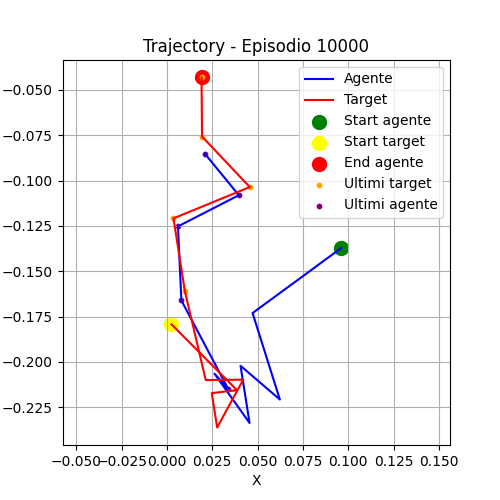 Trajectory - Episodio 10000
Agente
Target
Start agente
Start target
End agente
Ultimi target
Ultimi agente
−0.050
−0.075
−0.100
−0.125
−0.150
−0.175
−0.200
−0.225
−0.050 −0.025 0.000 0.025 0.050 0.075 0.100 0.125 0.150
X